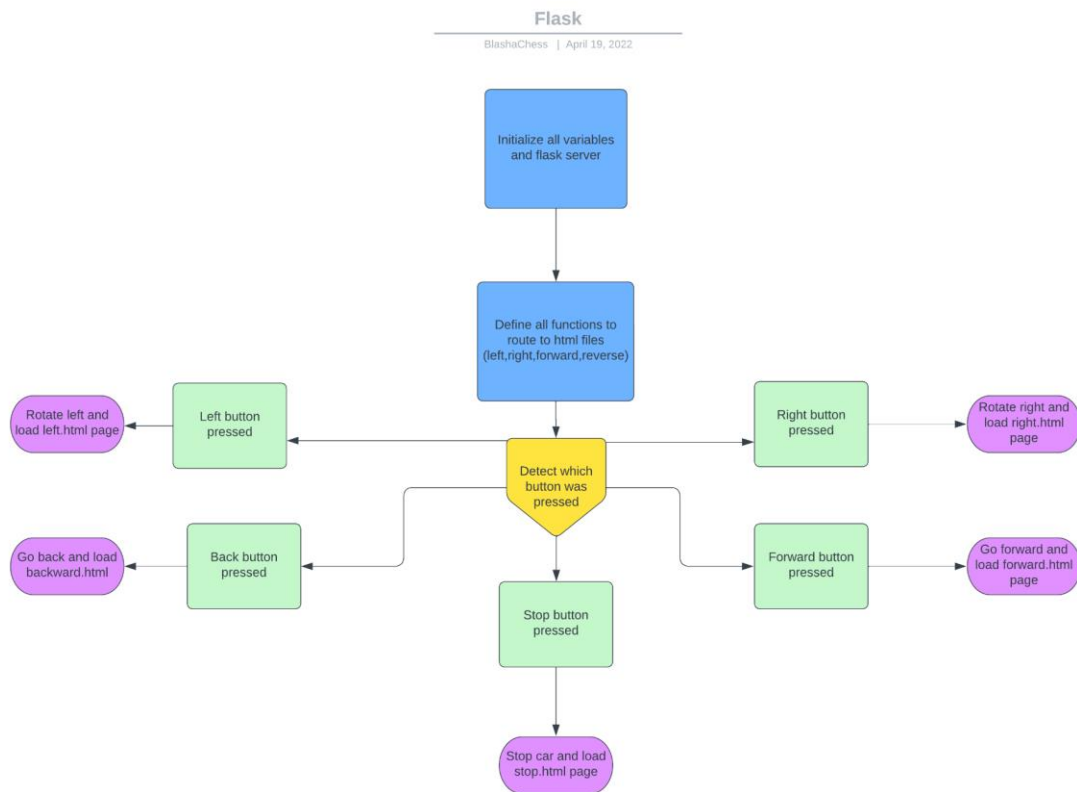 Flask
BlashaChess | April 19, 2022
Initialize all variables
and flask server
Define all functions to
route to html files
(left,right,forward,reverse)
Rotate left and
load left.html page
Left button
pressed
Right button
pressed
Rotate right and
load right.html
page
Detect which
button was
pressed
Go back and load
backward.html
Back button
pressed
Forward button
pressed
Go forward and
load forward.html
page
Stop button
pressed
Stop car and load
stop.html page